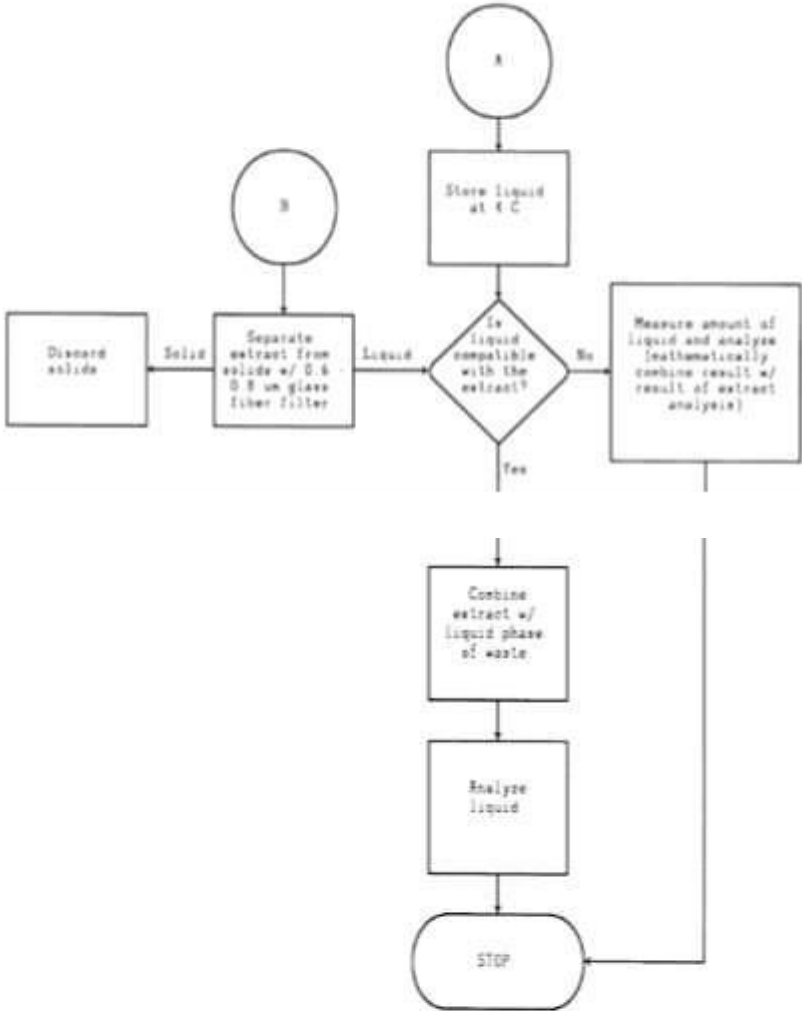 A
Store liquid
at 4 C
B
Discard
solids
Solid
Separate
extract from
solids w/ 0.6
0.8 um glass
fiber filter
Liquid
Is
liquid
compatible
with the
extract?
No
Measure amount of
liquid and analyze
(mathematically
combine result w/
result of extract
analysis)
Yes
Combine
extract w/
liquid phase
of waste
Analyze
liquid
STOP